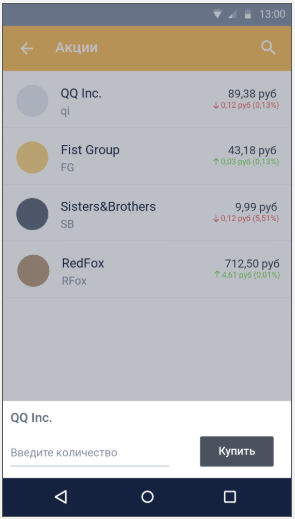 13:00
Акции
QQ Inc.
89,38 руб
qi
↓ 0,12 руб (0,13%)
Fist Group
43,18 руб
FG
↑ 0,03 руб (0,13%)
Sisters&Brothers
9,99 руб
SB
↓ 0,12 руб (5,51%)
RedFox
712,50 руб
RFox
↑ 4,61 руб (0,01%)
QQ Inc.
Введите количество
Купить